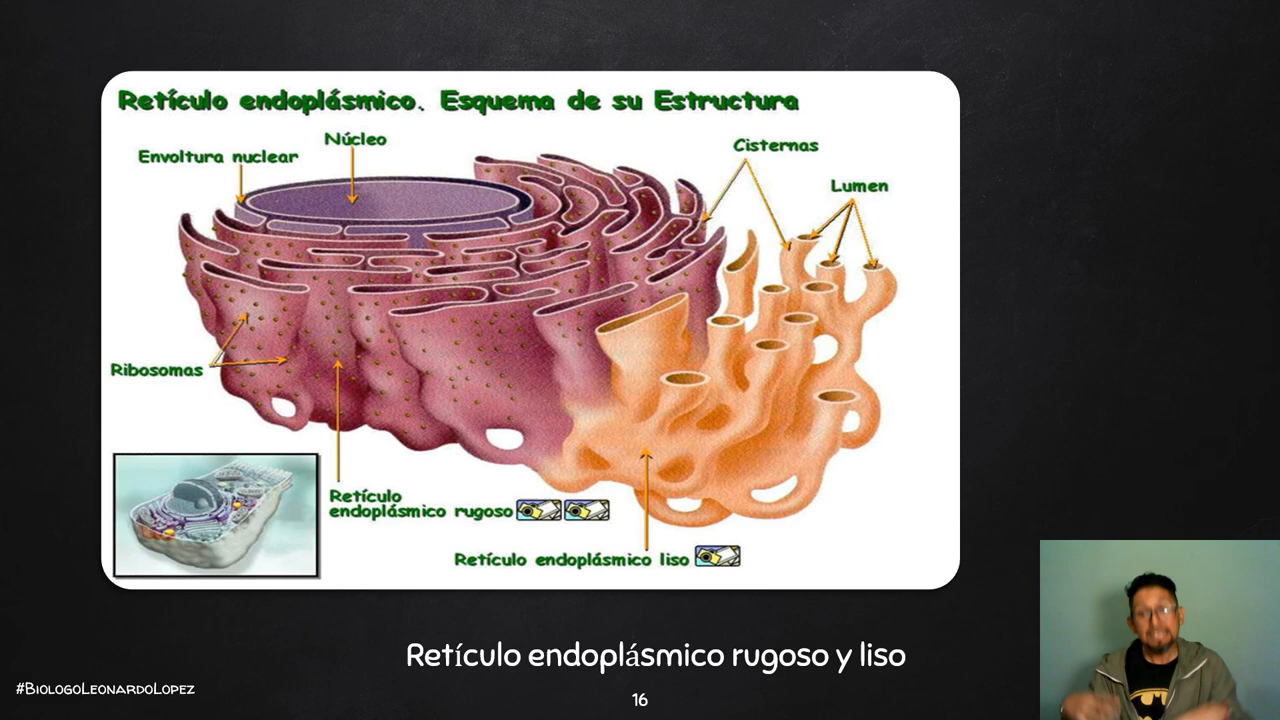 Retículo endoplásmico. Esquema de su Estructura
Núcleo
Envoltura nuclear
Cisternas
Lumen
Ribosomas
Retículo
endoplásmico rugoso
Retículo endoplásmico liso
Retículo endoplásmico rugoso y liso
#BiologoLeonardoLopez
16